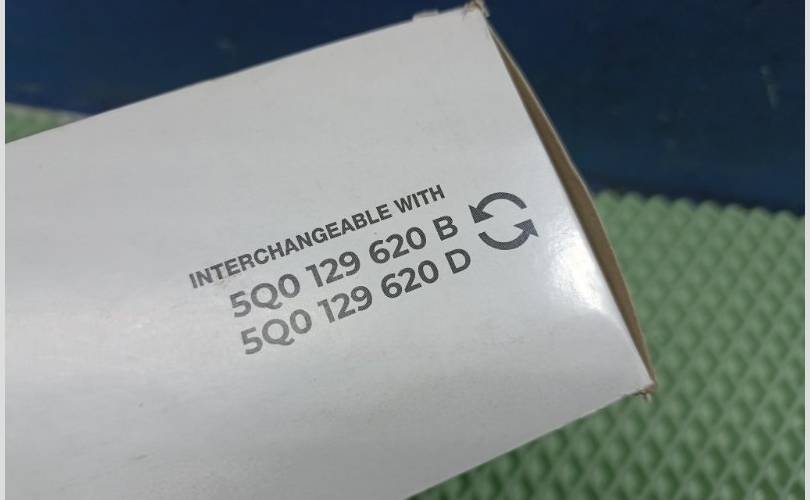 INTERCHANGEABLE WITH
5Q0 129 620 B
5Q0 129 620 D